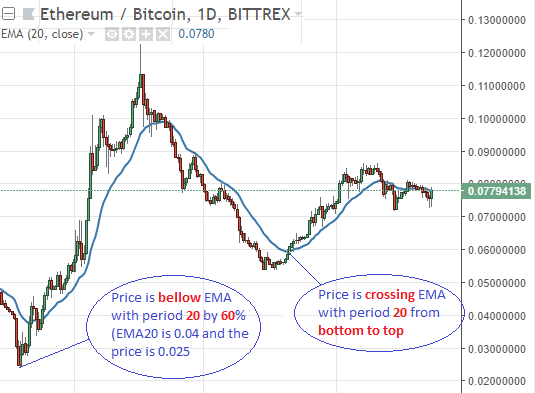 Ethereum / Bitcoin, 1D, BITTREX
EMA (20, close) 0.0780
0.13000000
0.12000000
0.11000000
0.10000000
0.09000000
0.07794138
0.07000000
0.06000000
0.05000000
0.04000000
0.03000000
0.02000000
Price is bellow EMA
with period 20 by 60%
(EMA20 is 0.04 and the
price is 0.025
Price is crossing EMA
with period 20 from
bottom to top